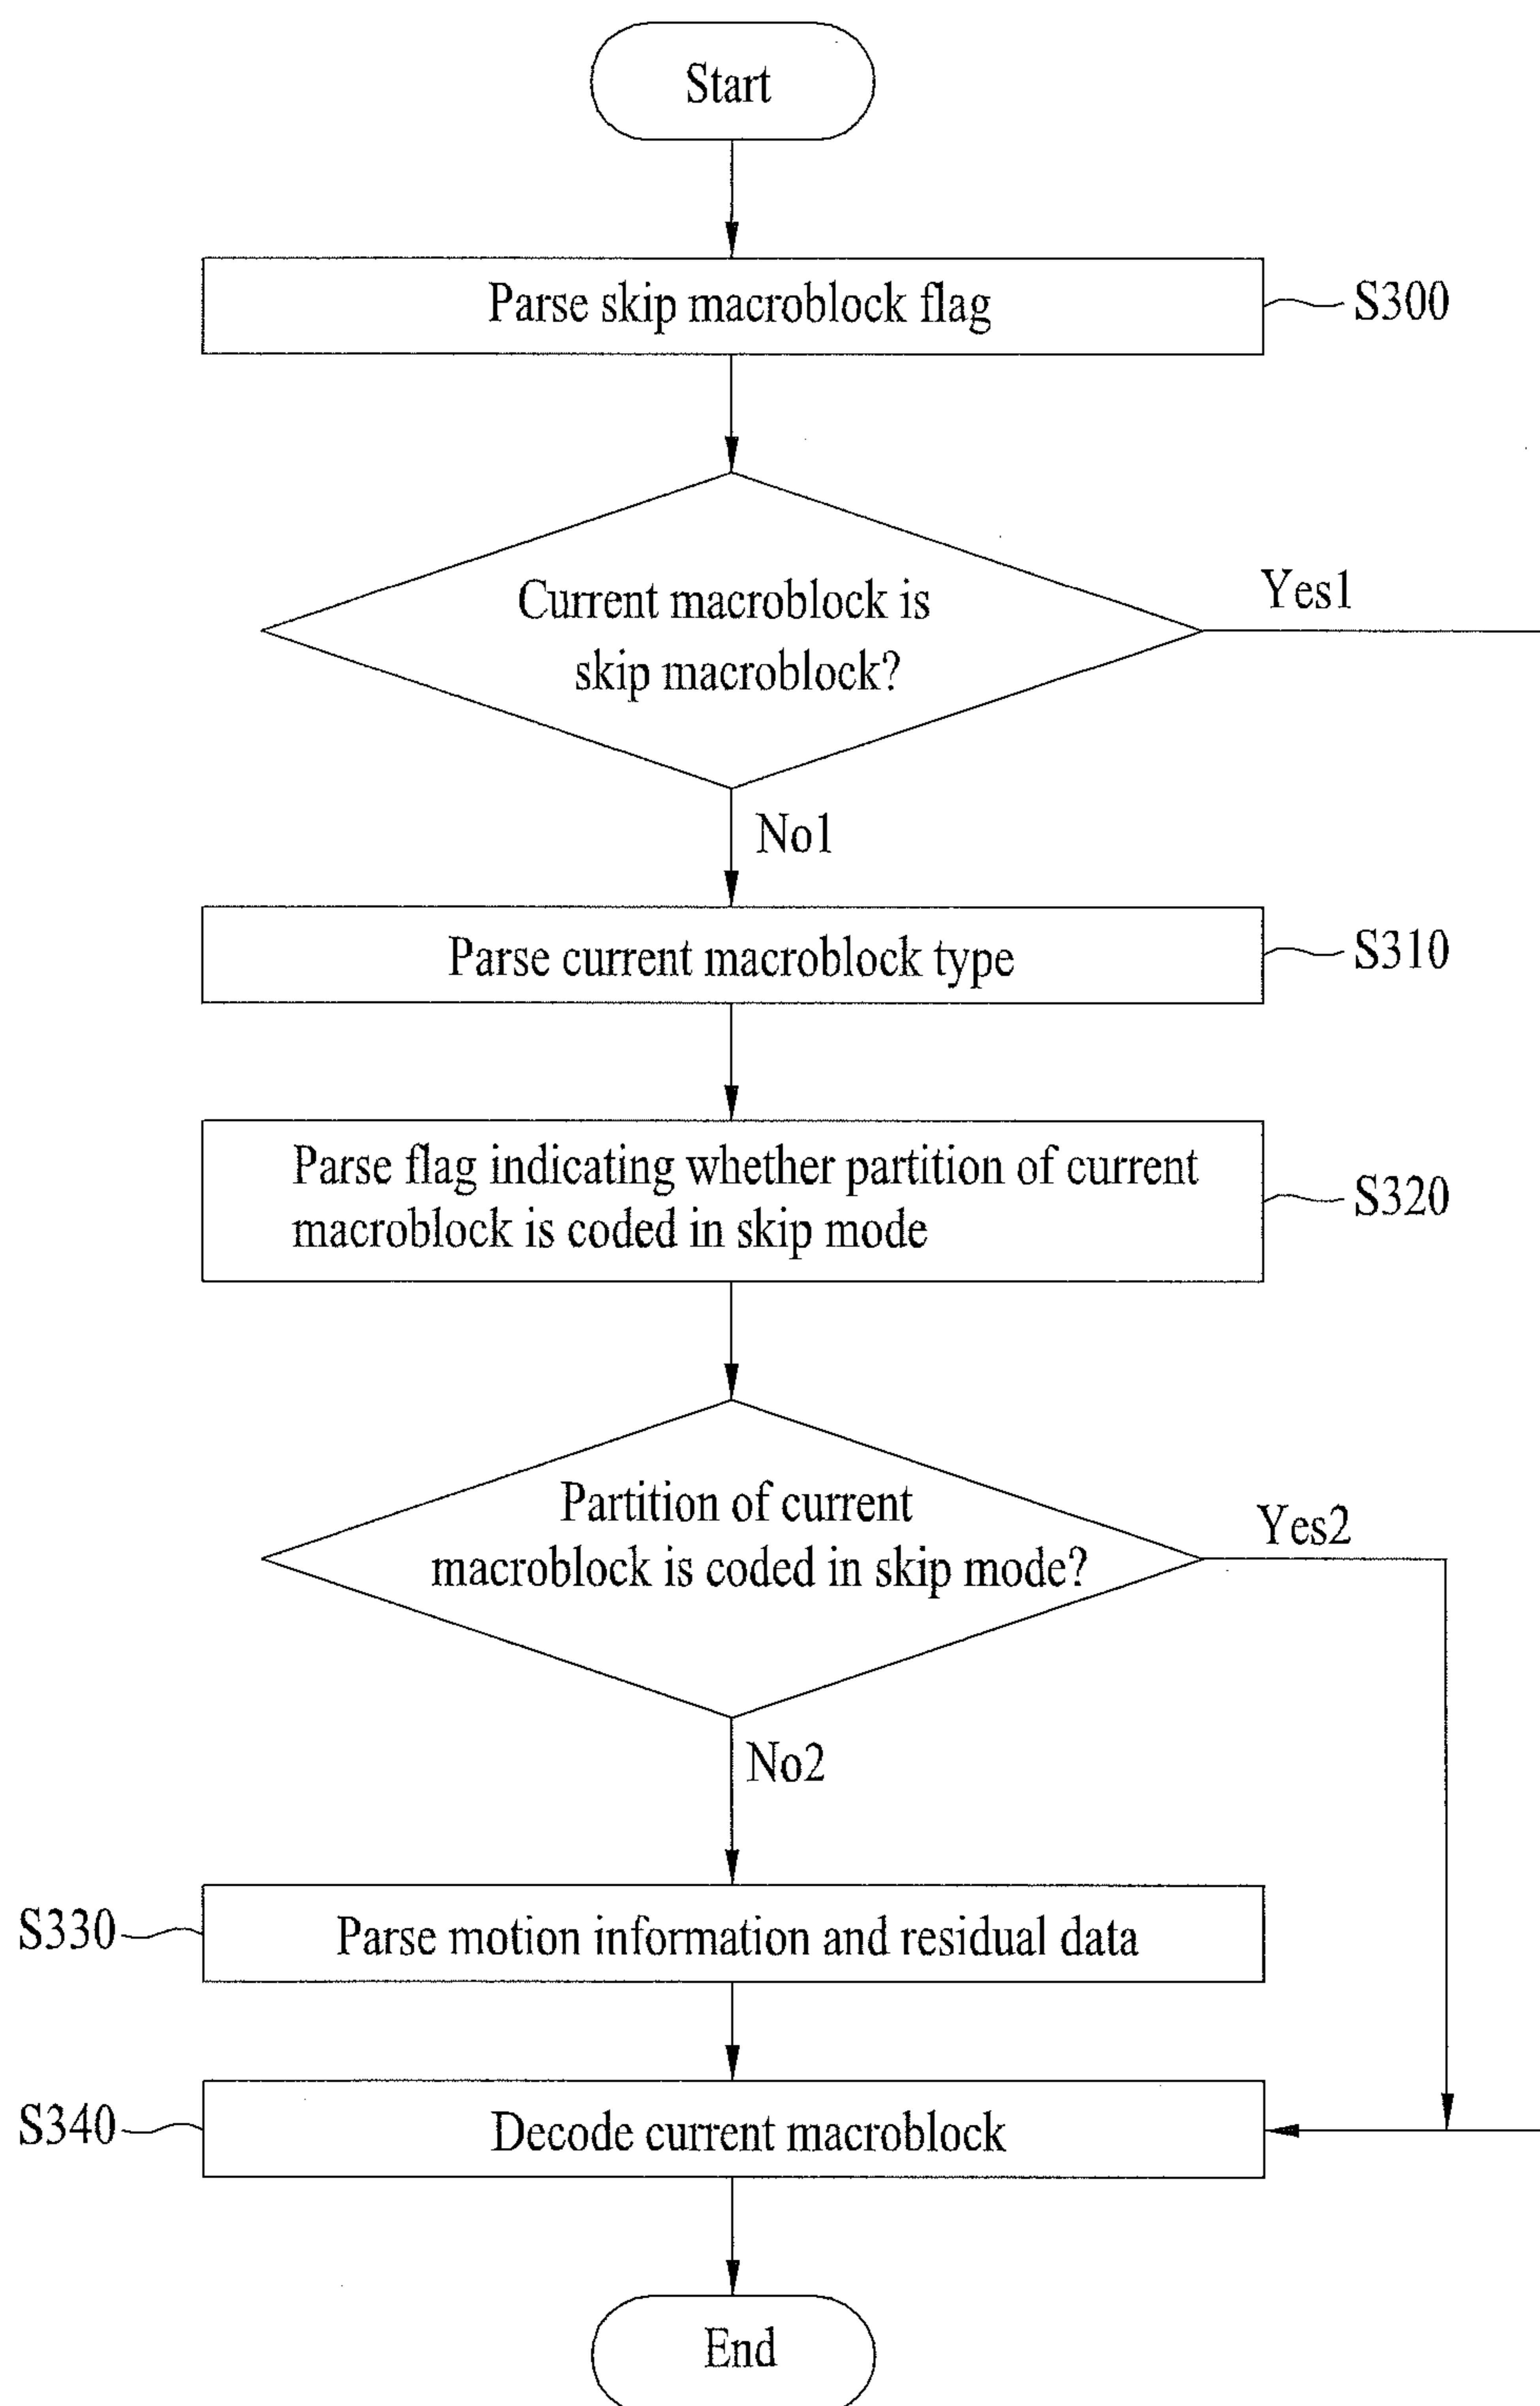 Start
Parse skip macroblock flag
S300
Current macroblock is
skip macroblock?
Yes1
No1
Parse current macroblock type
S310
Parse flag indicating whether partition of current
macroblock is coded in skip mode
S320
Partition of current
macroblock is coded in skip mode?
Yes2
No2
S330
Parse motion information and residual data
S340
Decode current macroblock
End